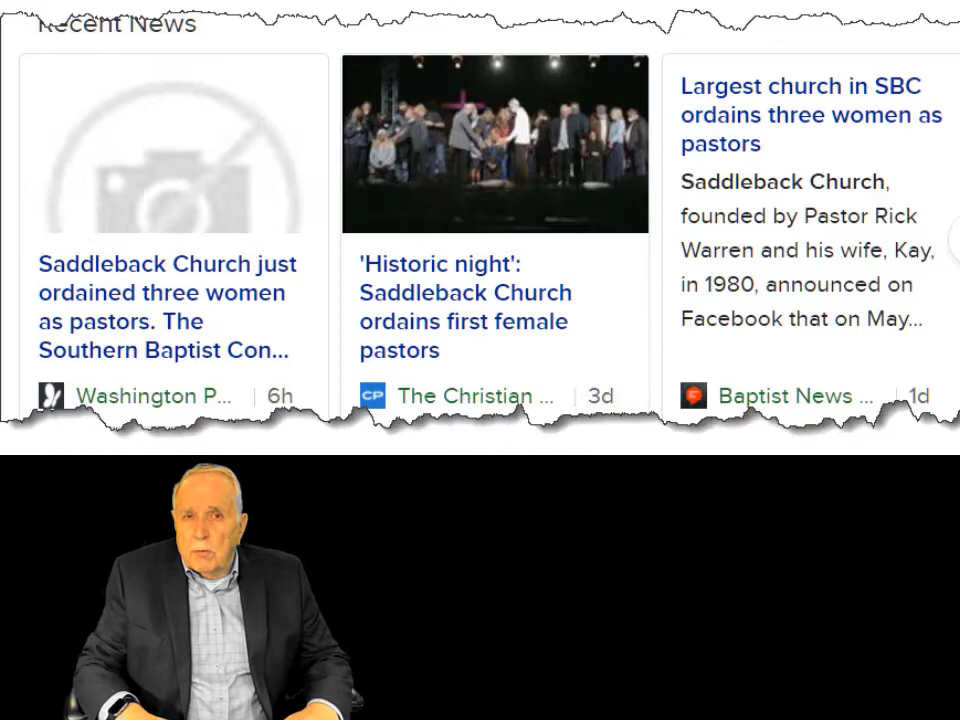 Recent News
Saddleback Church just
ordained three women
as pastors. The
Southern Baptist Con...
Washington P... | 6h
'Historic night':
Saddleback Church
ordains first female
pastors
CP The Christian ... | 3d
Largest church in SBC
ordains three women as
pastors
Saddleback Church,
founded by Pastor Rick
Warren and his wife, Kay,
in 1980, announced on
Facebook that on May...
Baptist News ... | 1d